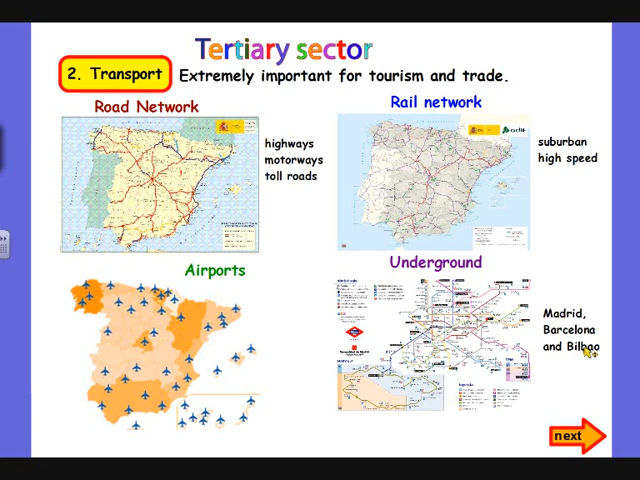 Tertiary sector
2. Transport
Extremely important for tourism and trade.
Road Network
Rail network
highways
motorways
toll roads
suburban
high speed
adif
Airports
Underground
Madrid,
Barcelona
and Bilbao
next